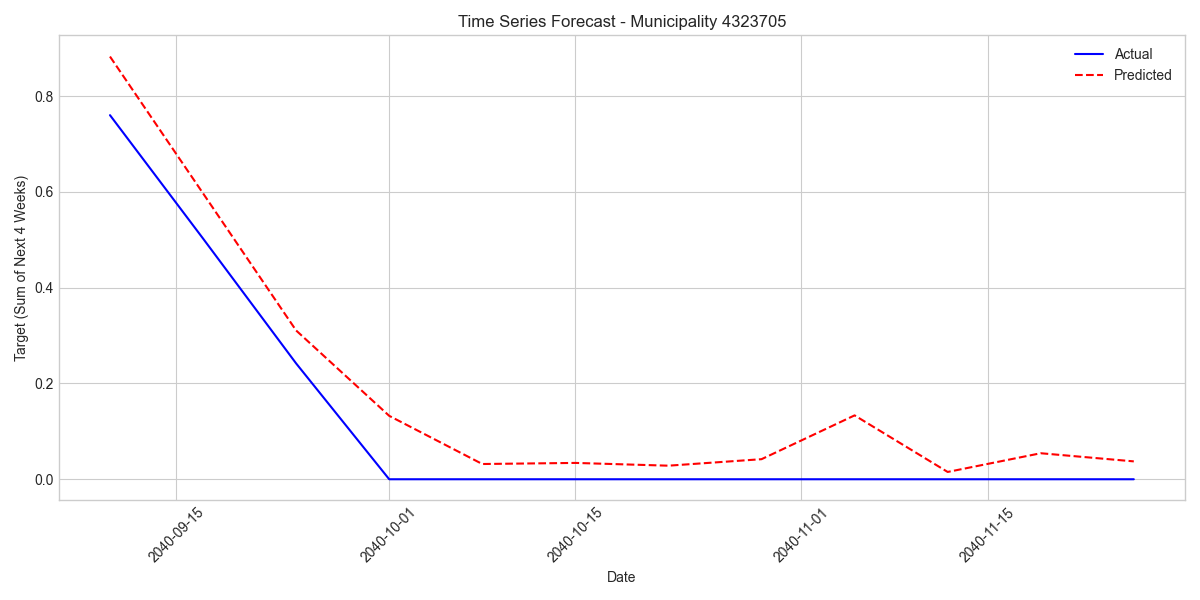 Time Series Forecast - Municipality 4323705
Actual
Predicted
Target (Sum of Next 4 Weeks)
0.8
0.6
0.4
0.2
0.0
2040-09-15
2040-10-01
2040-10-15
2040-11-01
2040-11-15
Date